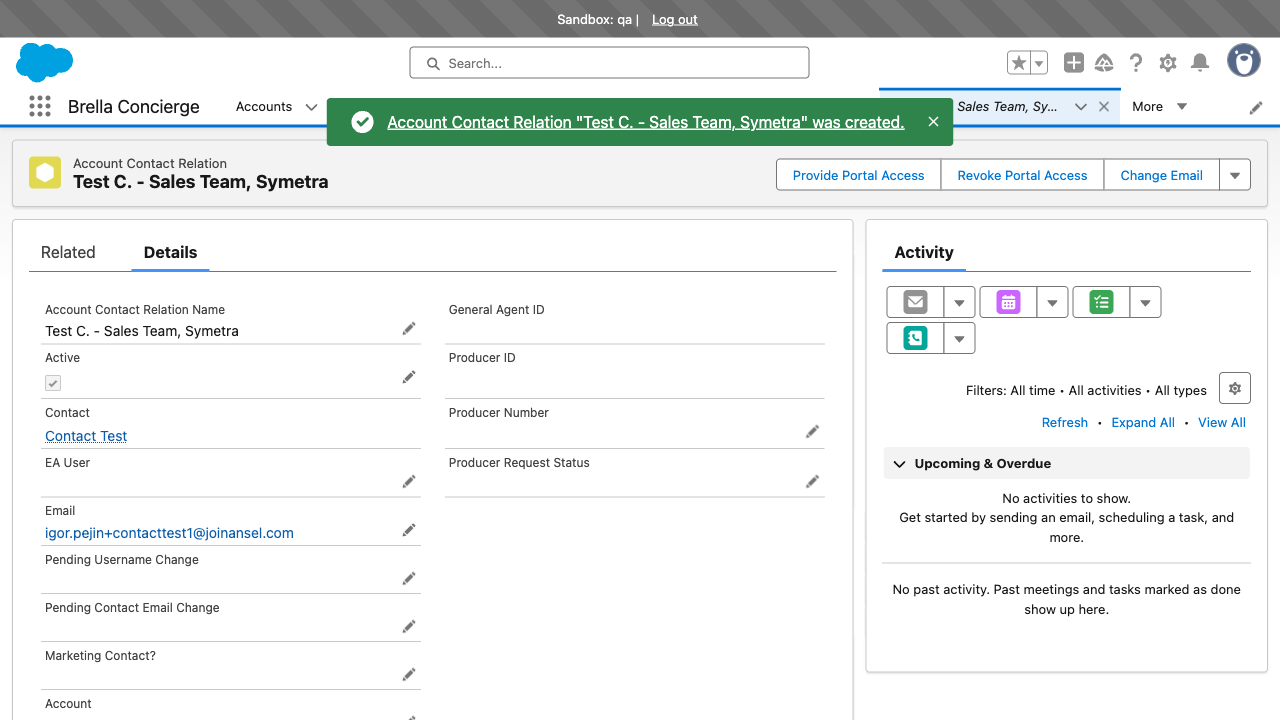 Sandbox: qa |
Log out
Search...
Brella Concierge
Accounts
Sales Team, Sy...
More
Account Contact Relation "Test C. - Sales Team, Symetra" was created.
Account Contact Relation
Test C. - Sales Team, Symetra
Provide Portal Access
Revoke Portal Access
Change Email
Related
Details
Account Contact Relation Name
Test C. - Sales Team, Symetra
Active
Contact
Contact Test
EA User
Email
igor.pejin+contacttest1@joinansel.com
Pending Username Change
Pending Contact Email Change
Marketing Contact?
Account
General Agent ID
Producer ID
Producer Number
Producer Request Status
Activity
Filters: All time • All activities • All types
Refresh • Expand All • View All
Upcoming & Overdue
No activities to show.
Get started by sending an email, scheduling a task, and
more.
No past activity. Past meetings and tasks marked as done
show up here.